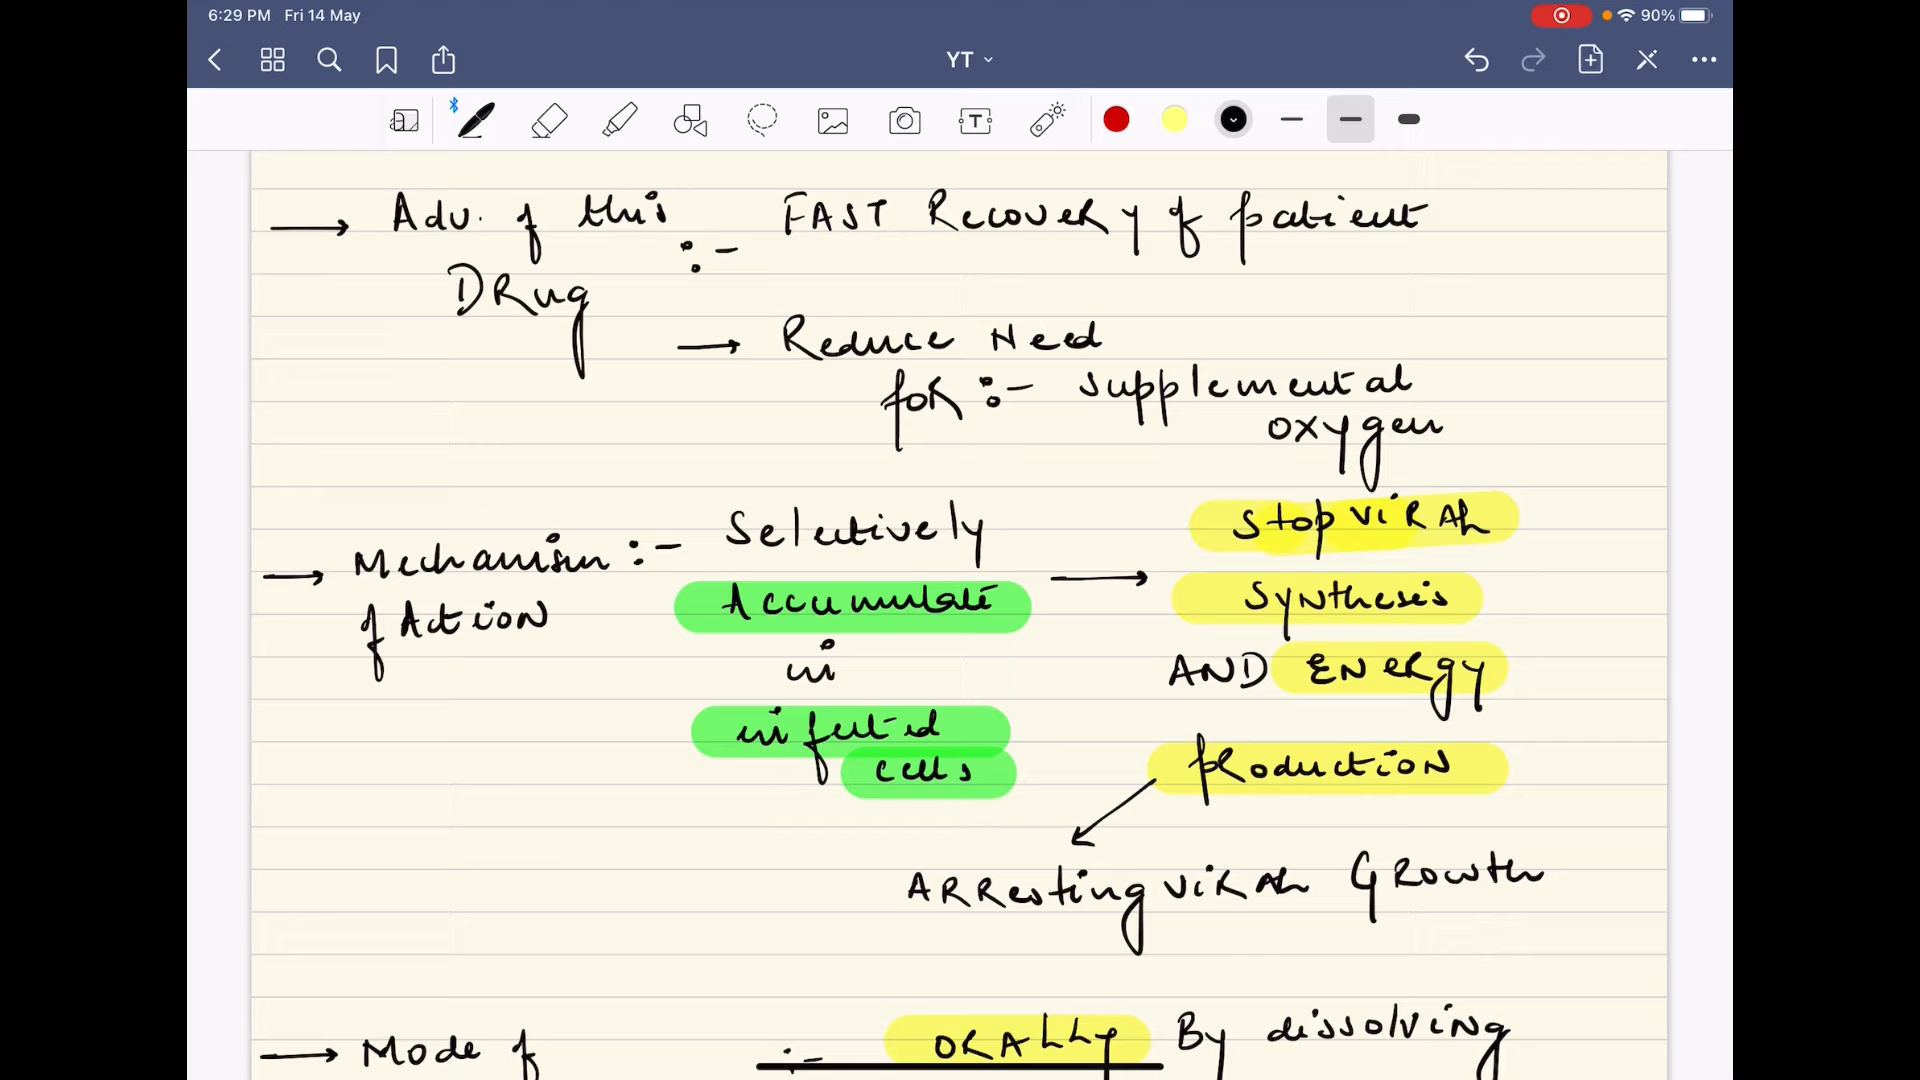 6:29 PM Fri 14 May
90%
YT
→ Adv. of this :- FAST Recovery of patient
Drug
→ Reduce Need
for :- supplemental
oxygen
→ Mechanism :- Selectively → Stop viral
of Action Accumulate Synthesis
in AND Energy
infected production
cells
Arresting viral Growth
→ Mode of :- ORALLY By dissolving